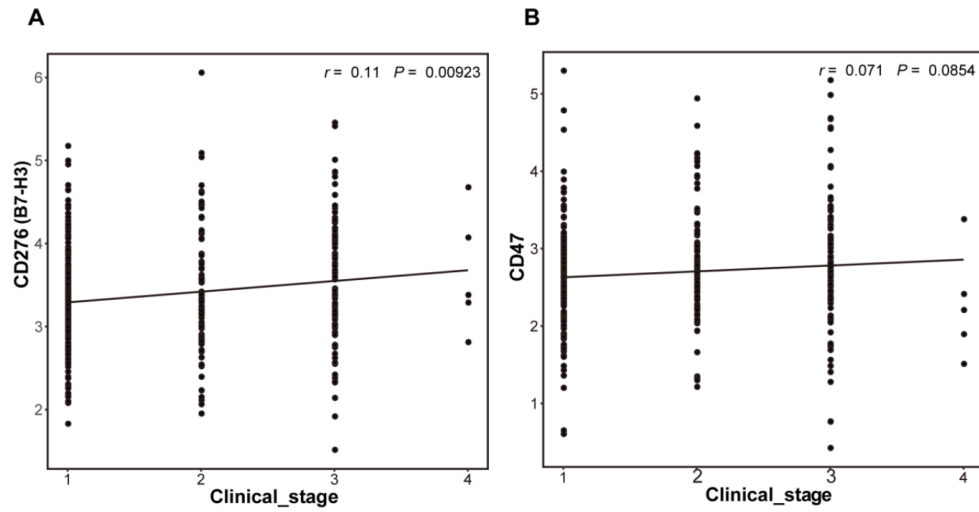 A
r = 0.11 P = 0.00923
CD276 (B7-H3)
6
5
4
3
2
1 2 3 4
Clinical_stage
B
r = 0.071 P = 0.0854
CD47
5
4
3
2
1
1 2 3 4
Clinical_stage